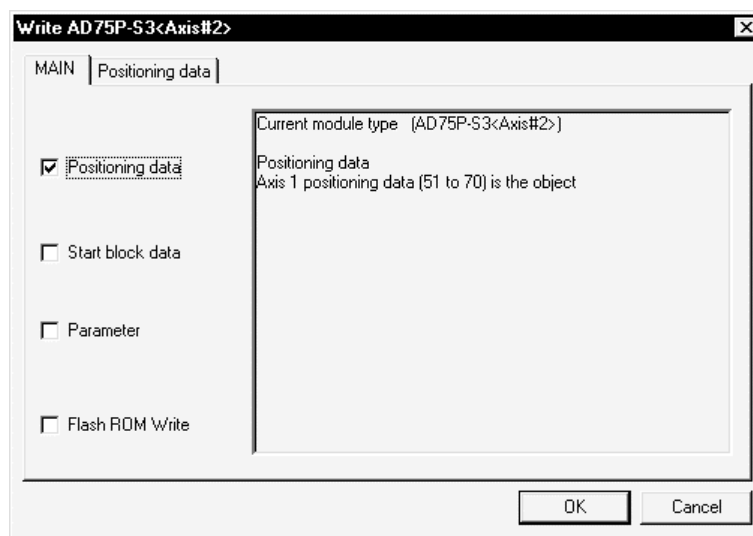 Write AD75P-S3<Axis#2>
MAIN
Positioning data
Positioning data
Start block data
Parameter
Flash ROM Write
Current module type (AD75P-S3<Axis#2>)
Positioning data
Axis 1 positioning data (51 to 70) is the object
OK
Cancel